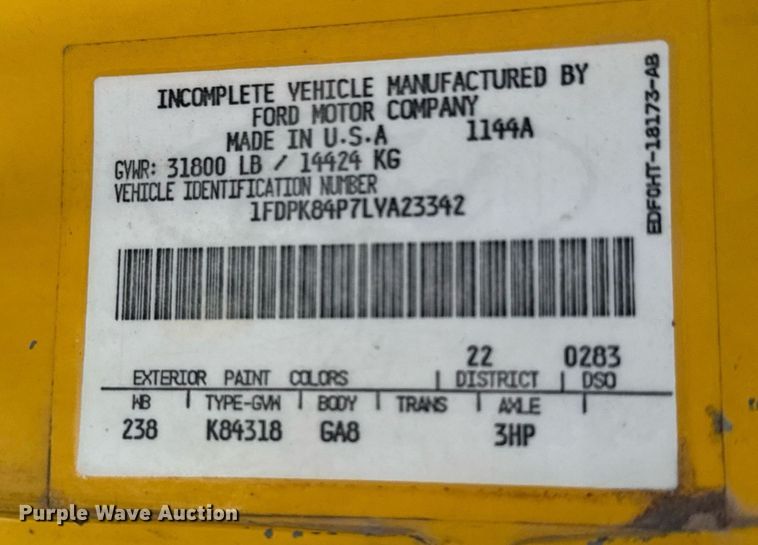 INCOMPLETE VEHICLE MANUFACTURED BY
FORD MOTOR COMPANY
MADE IN U.S.A 1144A
GVWR: 31800 LB / 14424 KG
VEHICLE IDENTIFICATION NUMBER
1FDPK84P7LVA23342
EDFOHT-18173-AB
22 0283
EXTERIOR PAINT COLORS | DISTRICT | DSO
WB | TYPE-GVW | BODY | TRANS | AXLE |
238 K84318 GA8 3HP
Purple Wave Auction